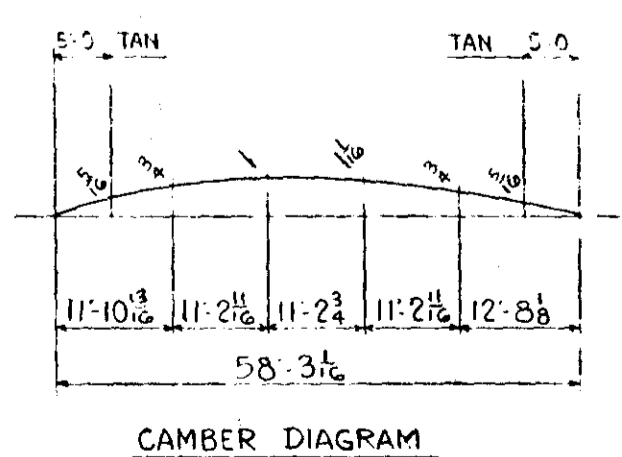 5'-0 TAN TAN 5'-0
5/16 3/4 1 1 1/16 3/4 5/16
11'-10 13/16 11'-2 11/16 11'-2 3/4 11'-2 11/16 12'-8 1/8
58'-3 1/16
CAMBER DIAGRAM